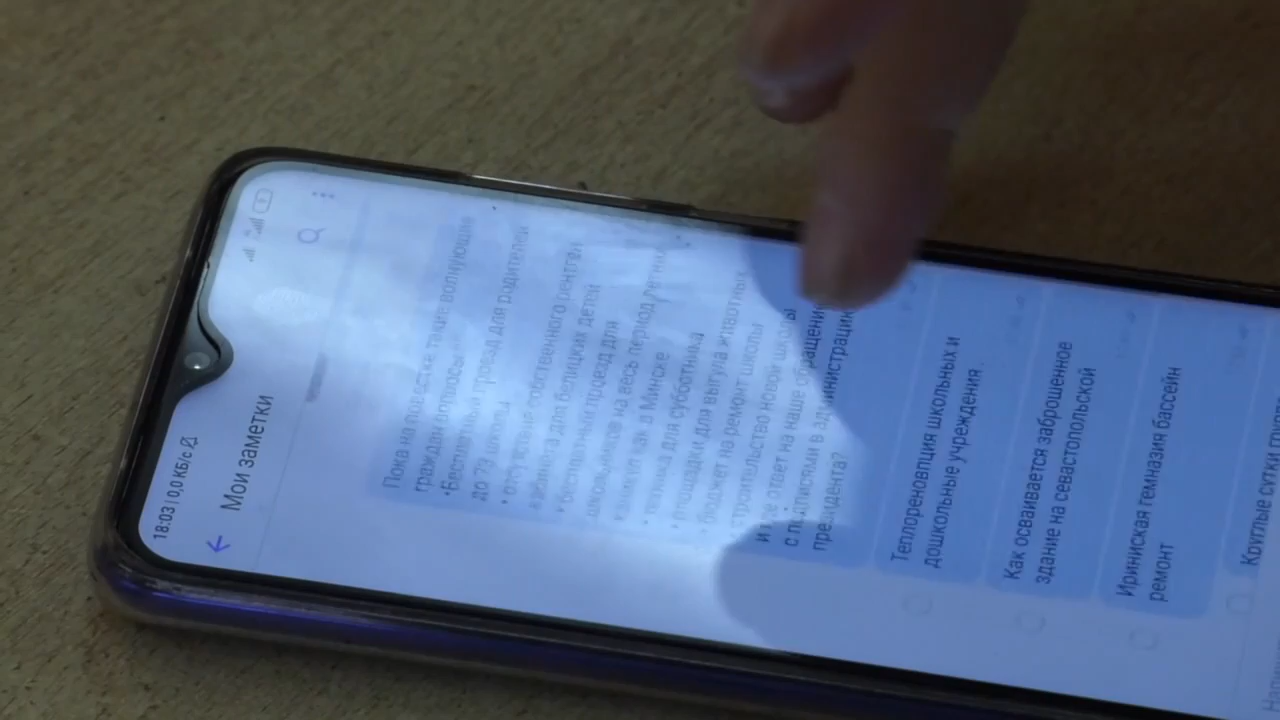 18:03 | 0,0 КБ/с
Мои заметки
Пока на повестке такие волнующие
граждан вопросы:
•Бесплатный проезд для родителей
до 79 школы
• отсутствие собственного рентген
кабинета для белицких детей
• бесплатный проезд для
школьников на весь период летних
каникул как в Минске
• техника для субботника
• площадки для выгула животных
• бюджет на ремонт школы
строительство новой школы
и где ответ на наше обращение
с подписями в администрацию
президента?
Теплореновпция школьных и
дошкольные учреждения.
Как осваивается заброшенное
здание на севастопольской
Ириниская гемназия бассейн
ремонт
Круглые сутки